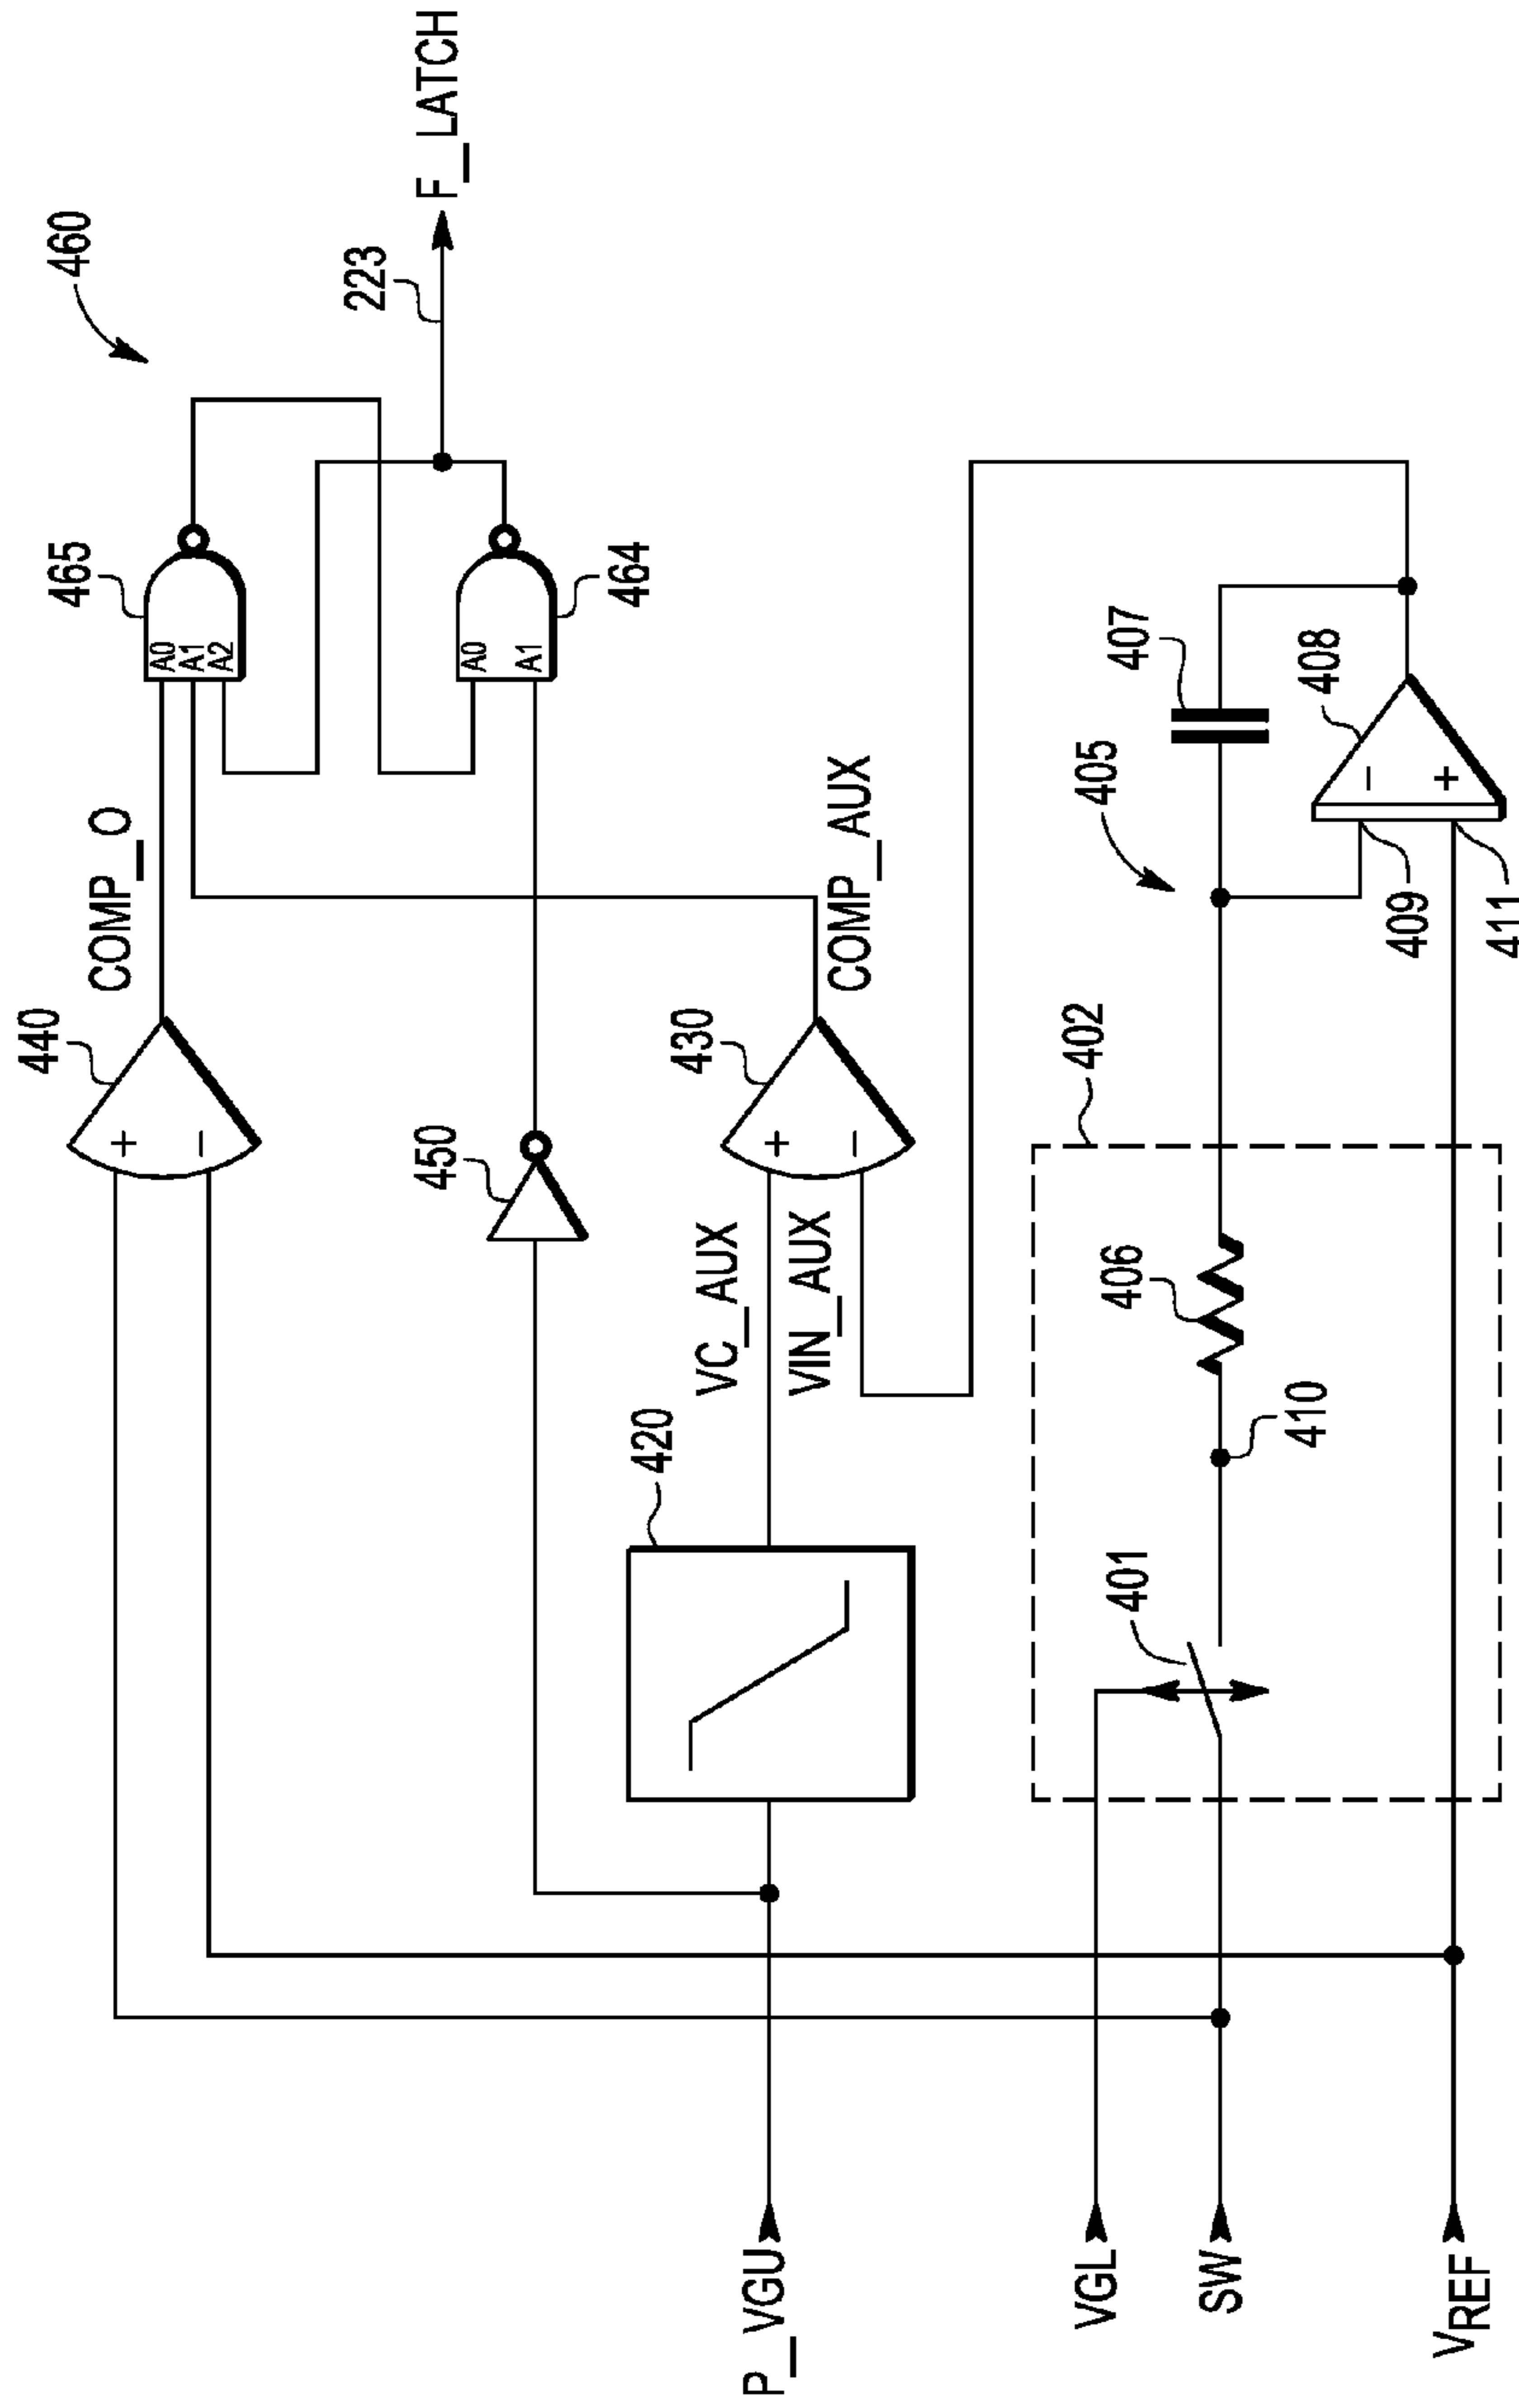 460
465
440
COMP_O
A0
A1
A2
223
F_LATCH
464
A0
A1
450
430
COMP_AUX
VC_AUX
VIN_AUX
420
P_VGU
407
405
408
402
406
401
410
409
411
VGL
SW
VREF
+
−
+
−
−
+